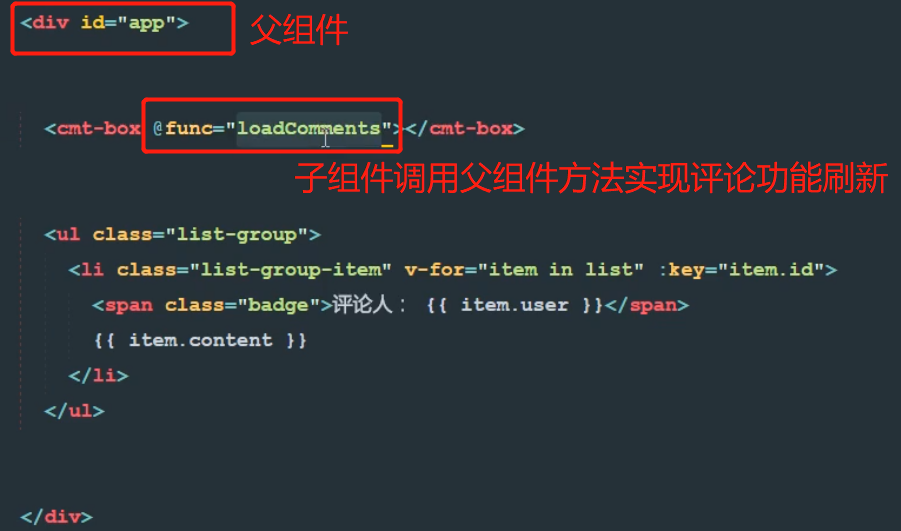 <div id="app">
父组件
<cmt-box @func="loadComments"></cmt-box>
子组件调用父组件方法实现评论功能刷新
<ul class="list-group">
<li class="list-group-item" v-for="item in list" :key="item.id">
<span class="badge">评论人： {{ item.user }}</span>
{{ item.content }}
</li>
</ul>
</div>